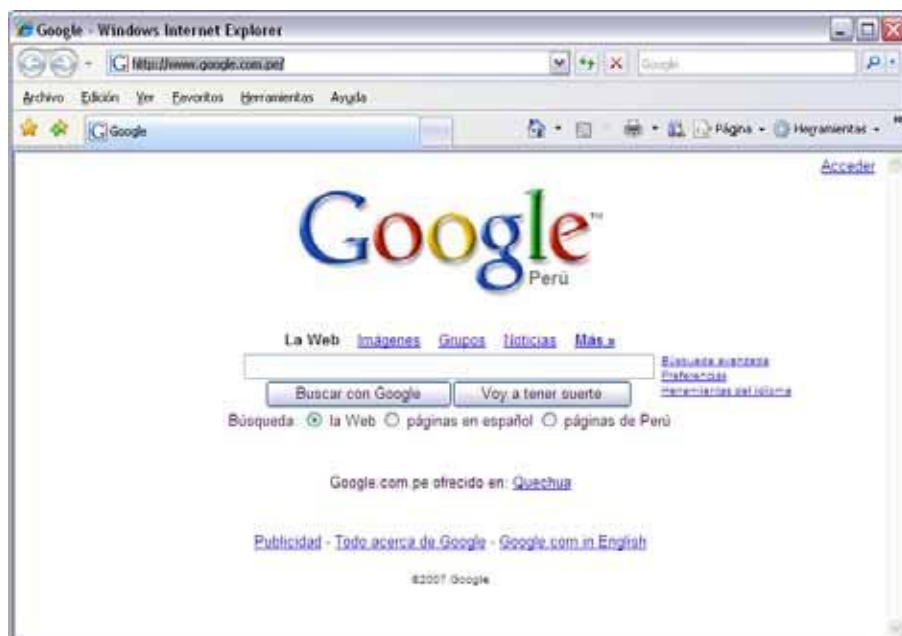 Google - Windows Internet Explorer
http://www.google.com.pe/
Google
Archivo Edición Ver Favoritos Herramientas Ayuda
Google
Página Herramientas
Acceder
Google™
Perú
La Web Imágenes Grupos Noticias Más »
Búsqueda avanzada
Preferencias
Herramientas del idioma
Buscar con Google Voy a tener suerte
Búsqueda: la Web páginas en español páginas de Perú
Google.com.pe ofrecido en: Quechua
Publicidad - Todo acerca de Google - Google.com in English
©2007 Google